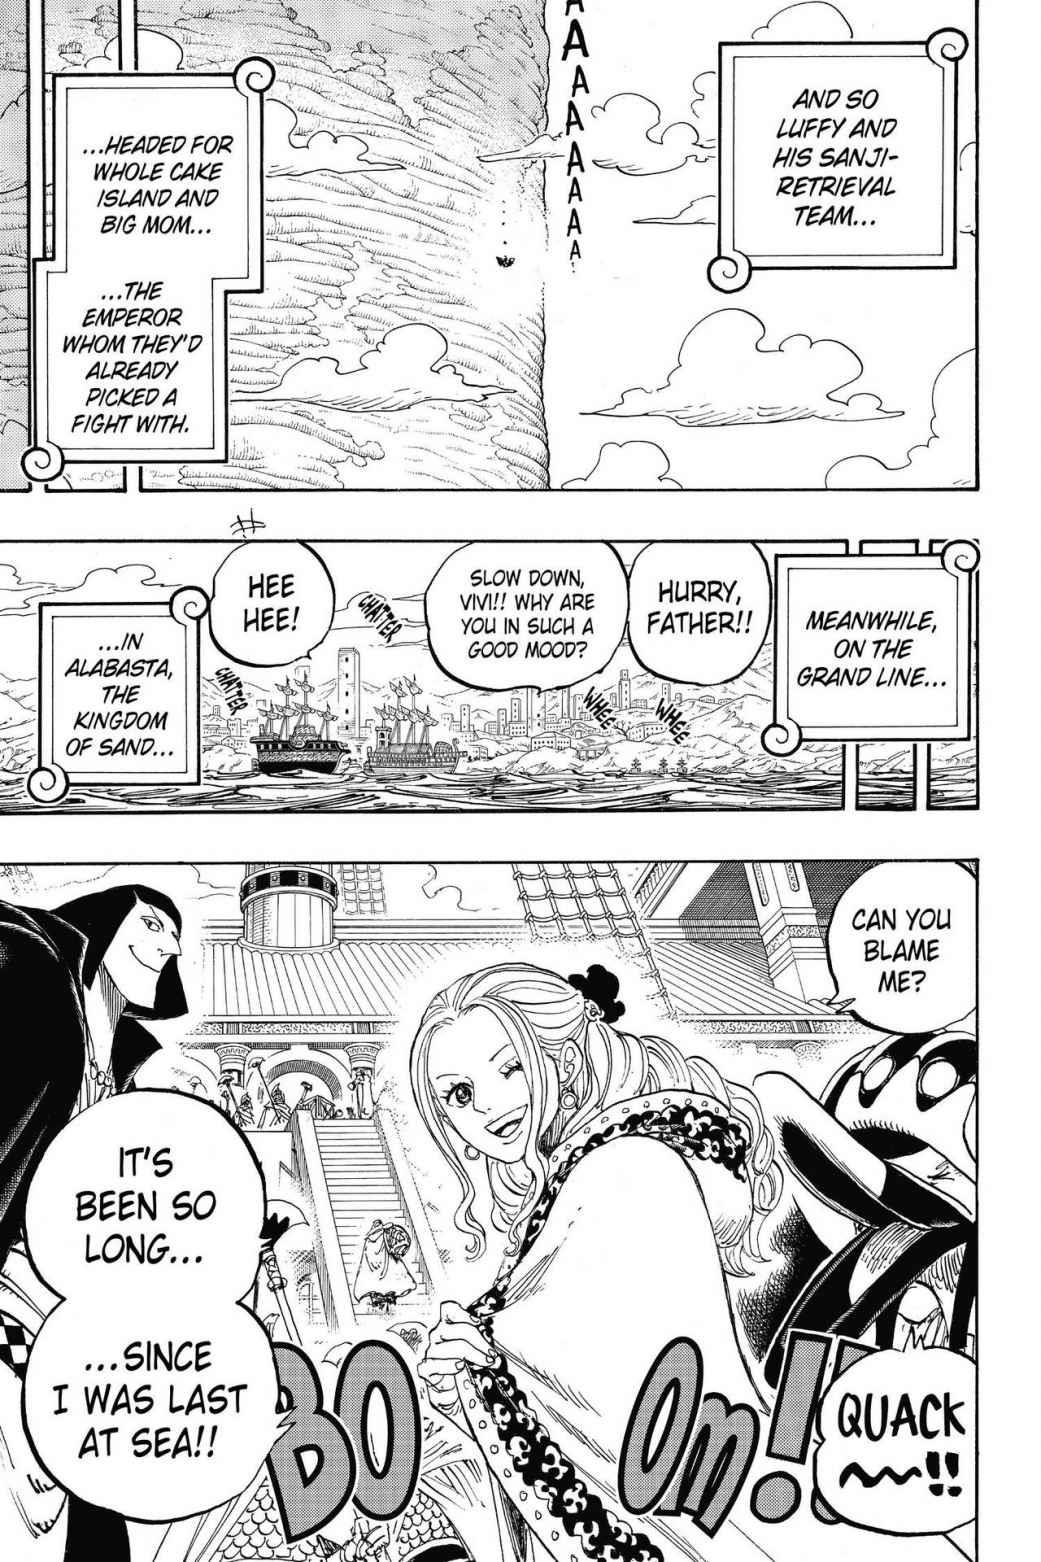 AND SO
LUFFY AND
HIS SANJI-
RETRIEVAL
TEAM...
A
A
A
A
A
A
A
A
A
...HEADED FOR
WHOLE CAKE
ISLAND AND
BIG MOM...
...THE
EMPEROR
WHOM THEY'D
ALREADY
PICKED A
FIGHT WITH.
MEANWHILE,
ON THE
GRAND LINE...
HURRY,
FATHER!!
SLOW DOWN,
VIVI!! WHY ARE
YOU IN SUCH A
GOOD MOOD?
WHEE
WHEE
CHATTER
HEE
HEE!
CHATTER
...IN
ALABASTA,
THE
KINGDOM
OF SAND...
CAN YOU
BLAME
ME?
IT'S
BEEN SO
LONG...
...SINCE
I WAS LAST
AT SEA!!
BOOM!!
QUACK
~~!!